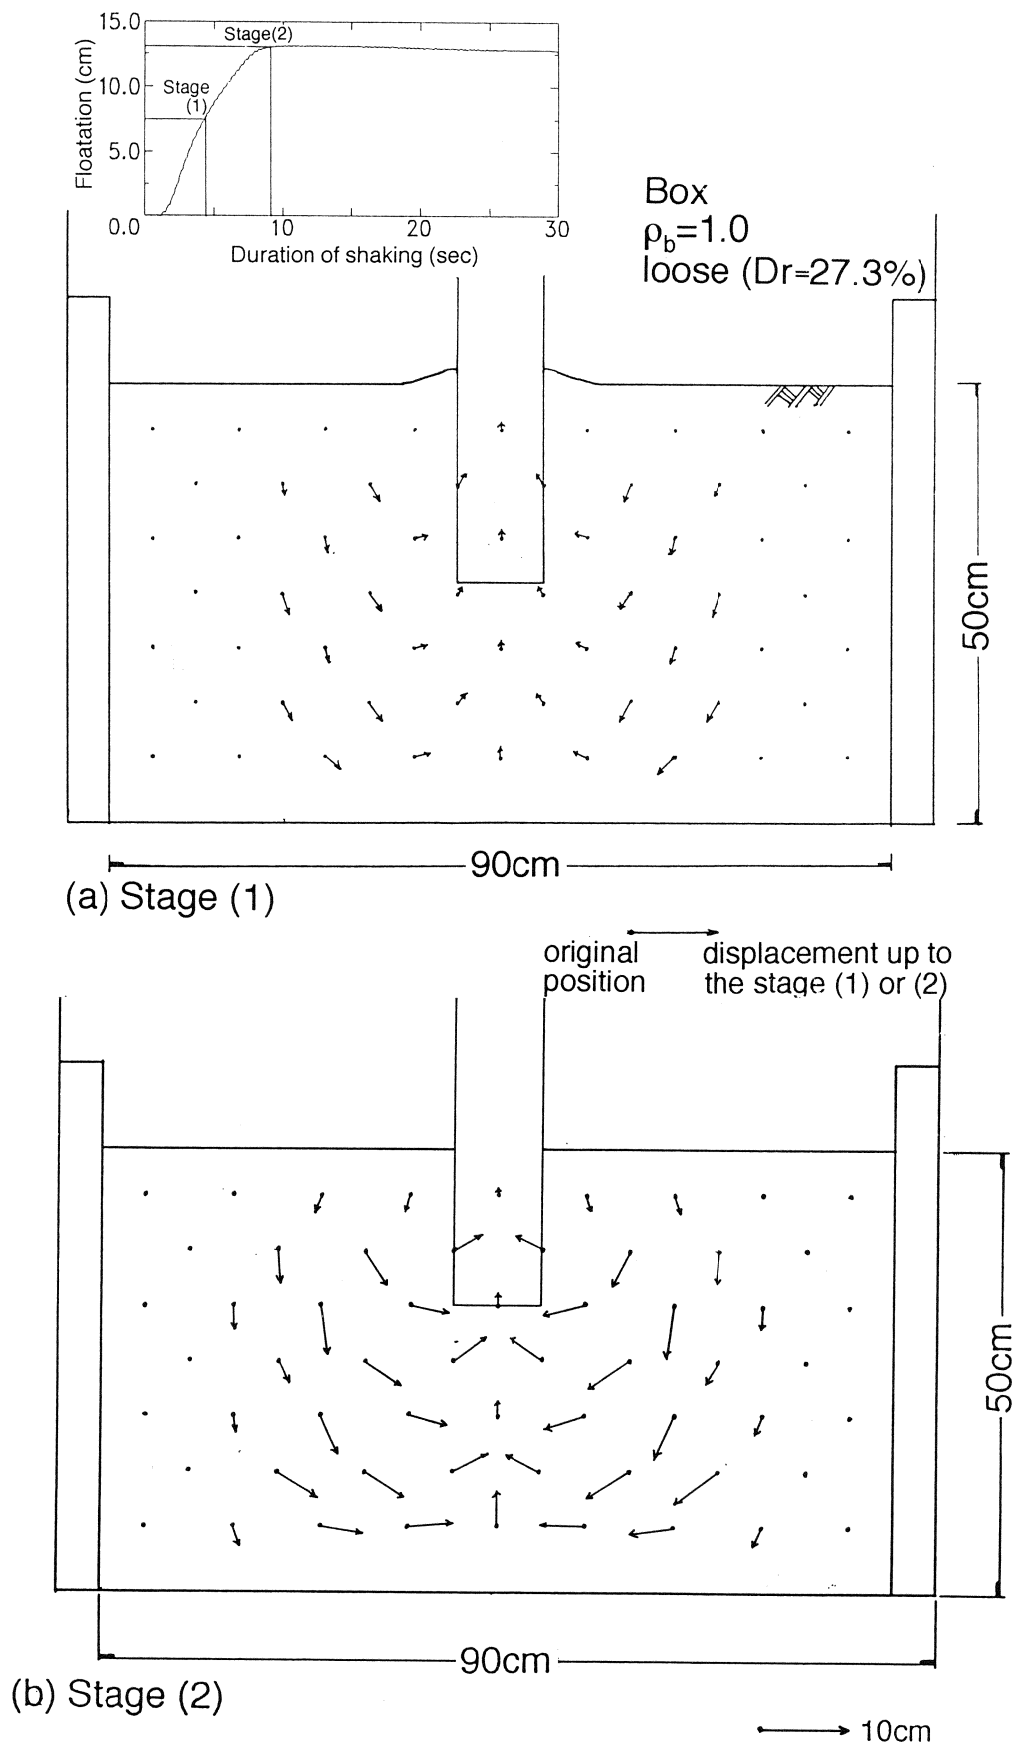 15.0
10.0
5.0
0.0
Floatation (cm)
Stage(2)
Stage
(1)
10
20
30
Duration of shaking (sec)
Box
ρb=1.0
loose (Dr=27.3%)
50cm
90cm
(a) Stage (1)
original
position
displacement up to
the stage (1) or (2)
50cm
90cm
(b) Stage (2)
10cm